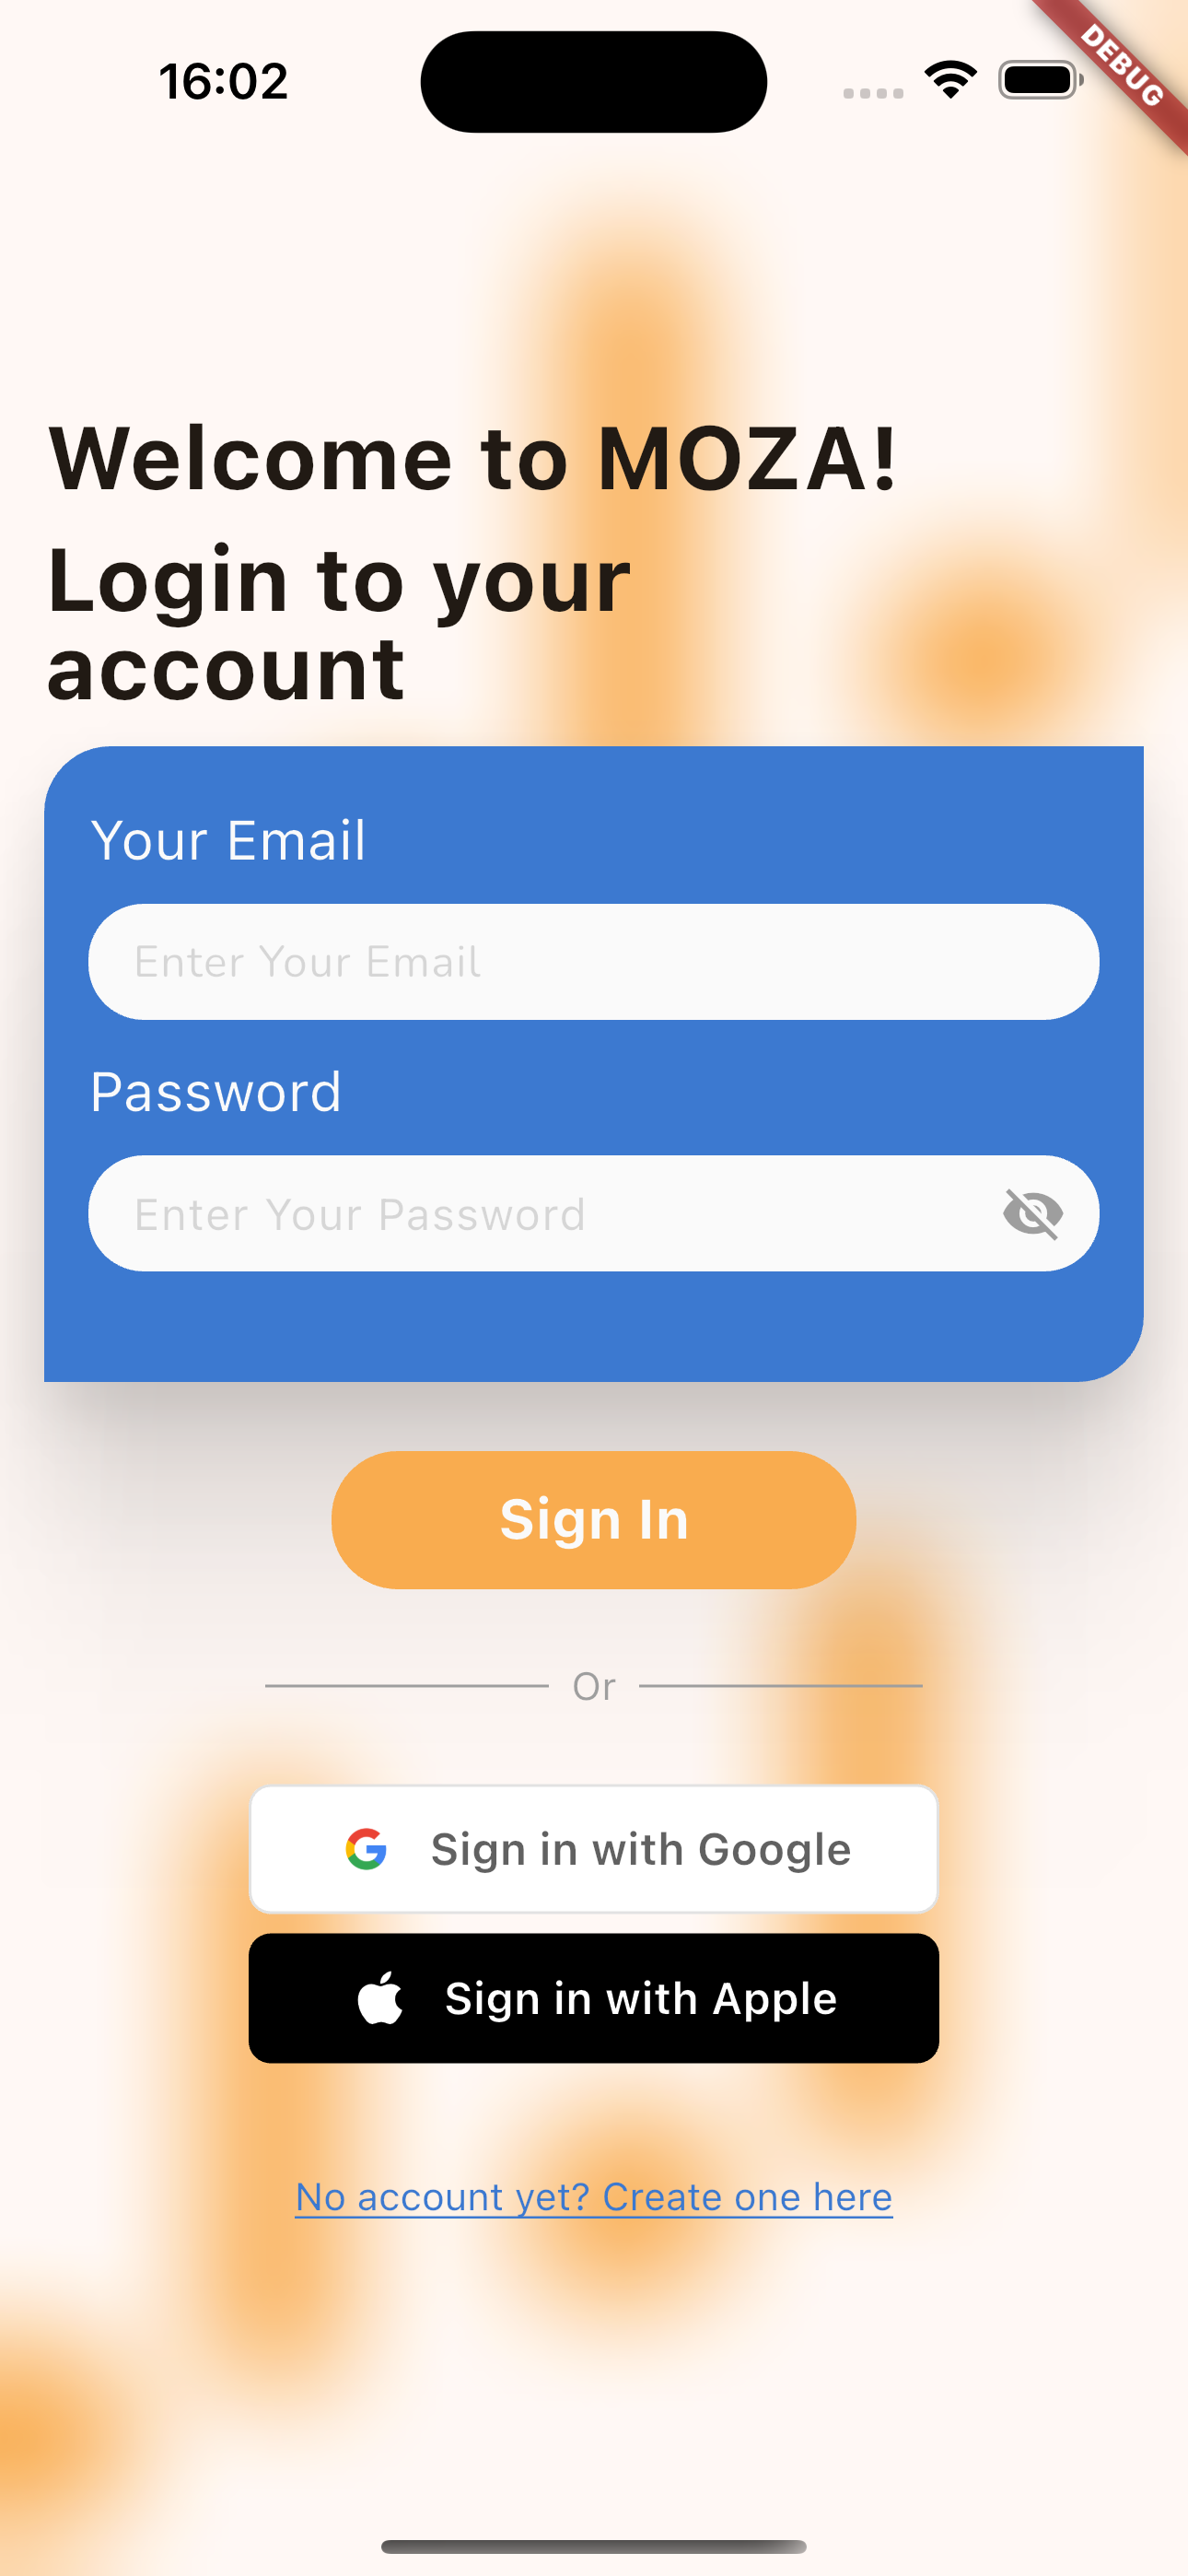 16:02
DEBUG
Welcome to MOZA!
Login to your
account
Your Email
Enter Your Email
Password
Enter Your Password
Sign In
Or
Sign in with Google
Sign in with Apple
No account yet? Create one here